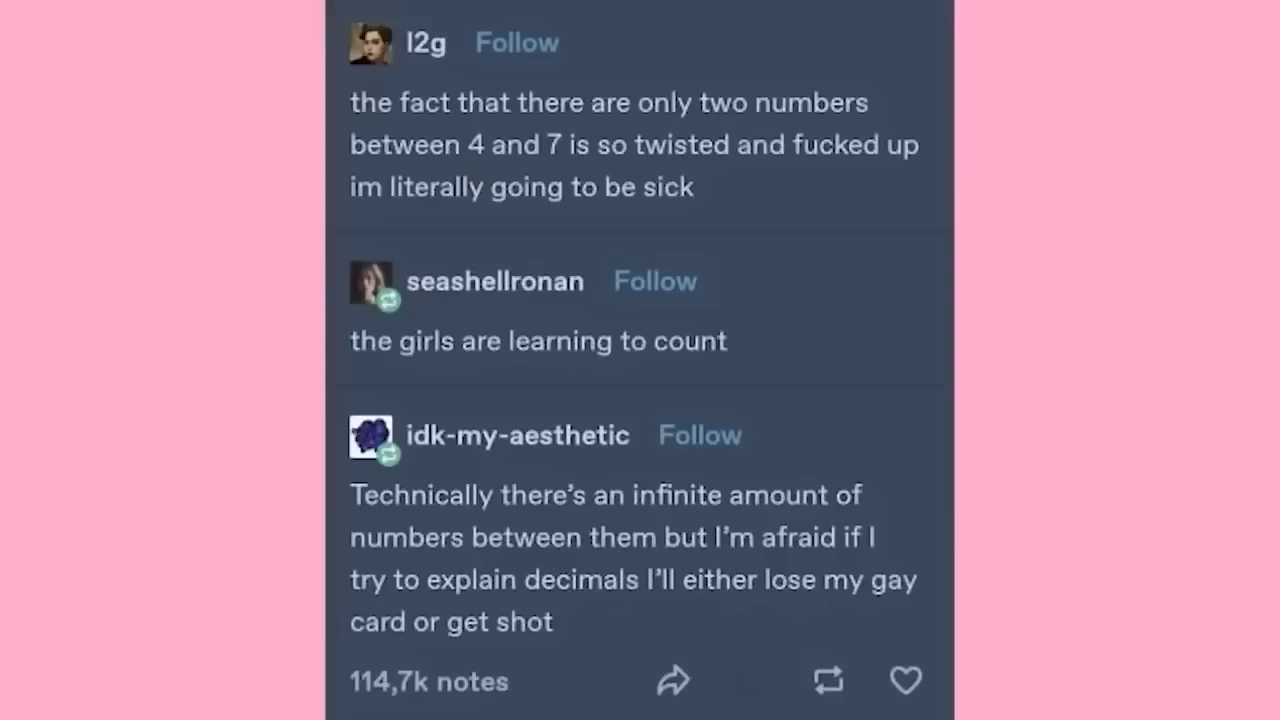 l2g Follow
the fact that there are only two numbers
between 4 and 7 is so twisted and fucked up
im literally going to be sick
seashellronan Follow
the girls are learning to count
idk-my-aesthetic Follow
Technically there’s an infinite amount of
numbers between them but I’m afraid if I
try to explain decimals I’ll either lose my gay
card or get shot
114,7k notes